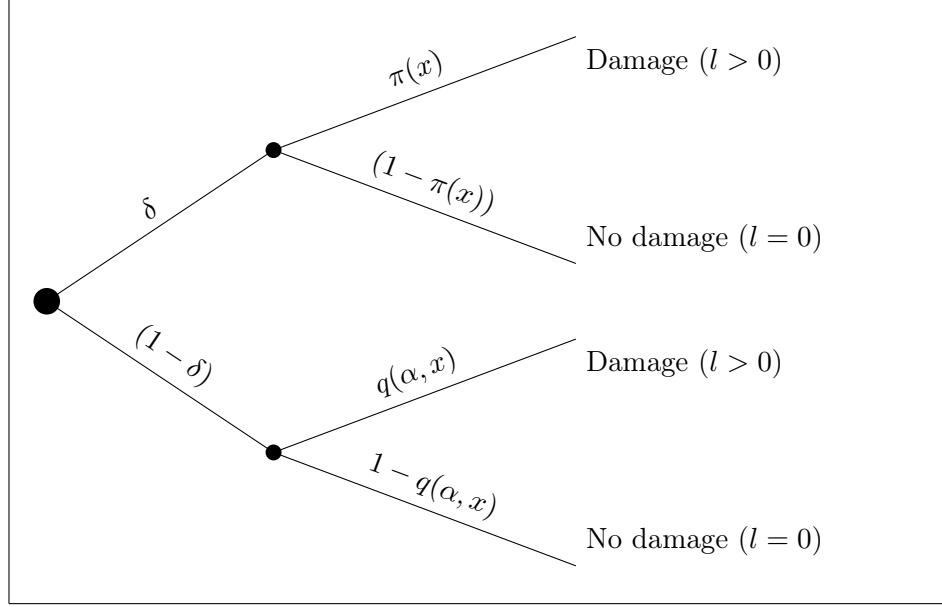 π(x)
Damage (l > 0)
(1 − π(x))
δ
No damage (l = 0)
(1 − δ)
q(α, x)
Damage (l > 0)
1 − q(α, x)
No damage (l = 0)